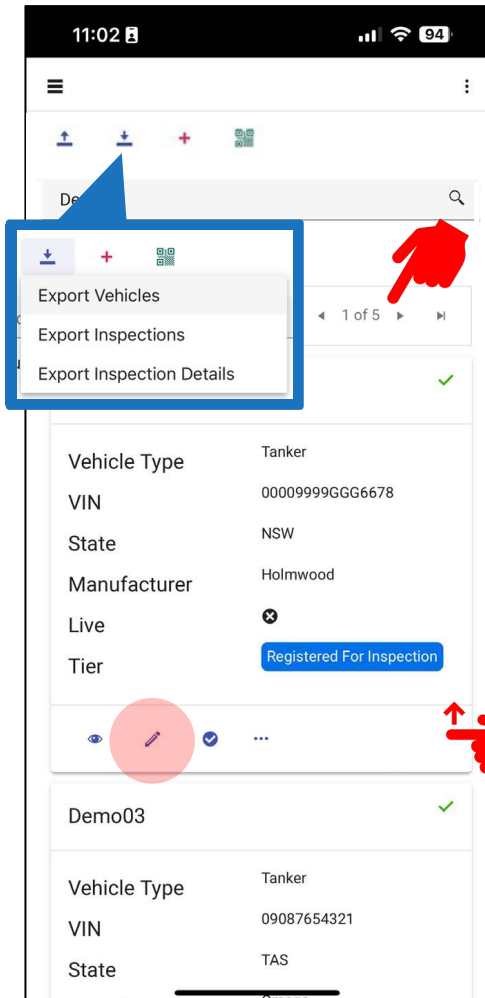 11:02 94
De
Export Vehicles
Export Inspections
Export Inspection Details
1 of 5
Vehicle Type Tanker
VIN 00009999GGG6678
State NSW
Manufacturer Holmwood
Live
Tier Registered For Inspection
Demo03
Vehicle Type Tanker
VIN 09087654321
State TAS